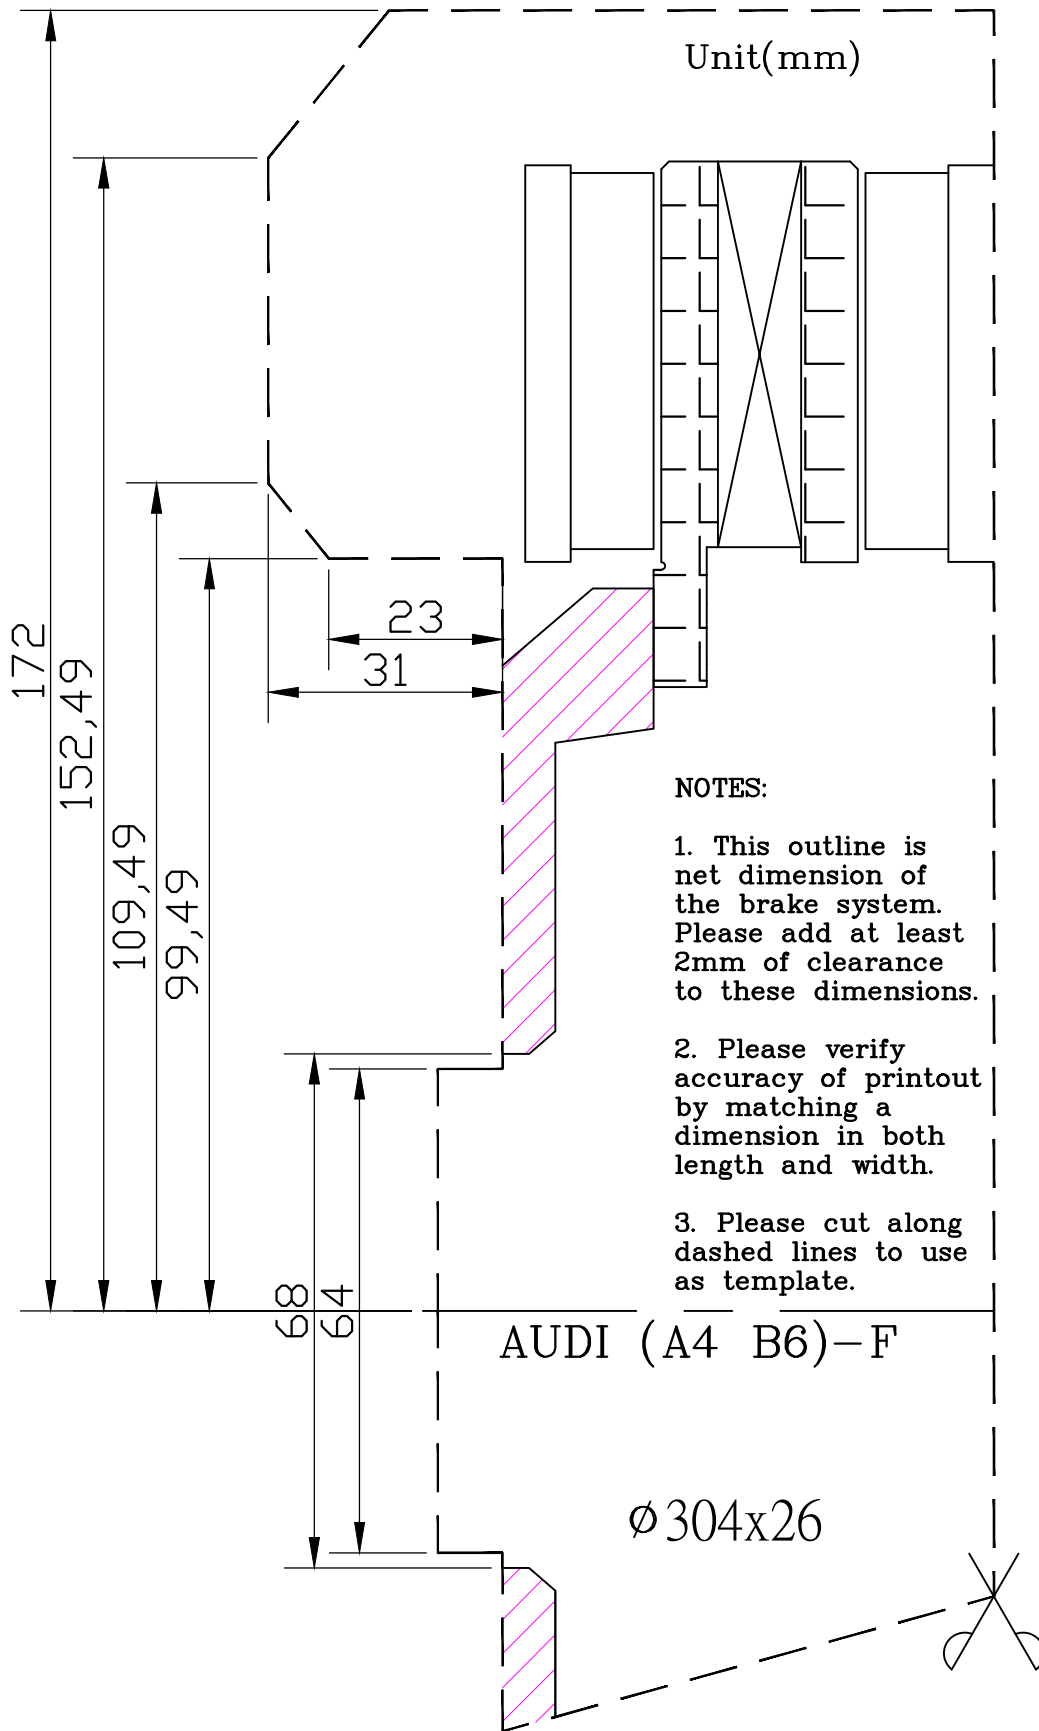 Unit(mm)
172
152,49
109,49
99,49
23
31
NOTES:
1. This outline is
net dimension of
the brake system.
Please add at least
2mm of clearance
to these dimensions.
2. Please verify
accuracy of printout
by matching a
dimension in both
length and width.
3. Please cut along
dashed lines to use
as template.
68
64
AUDI (A4 B6)-F
Ø304x26